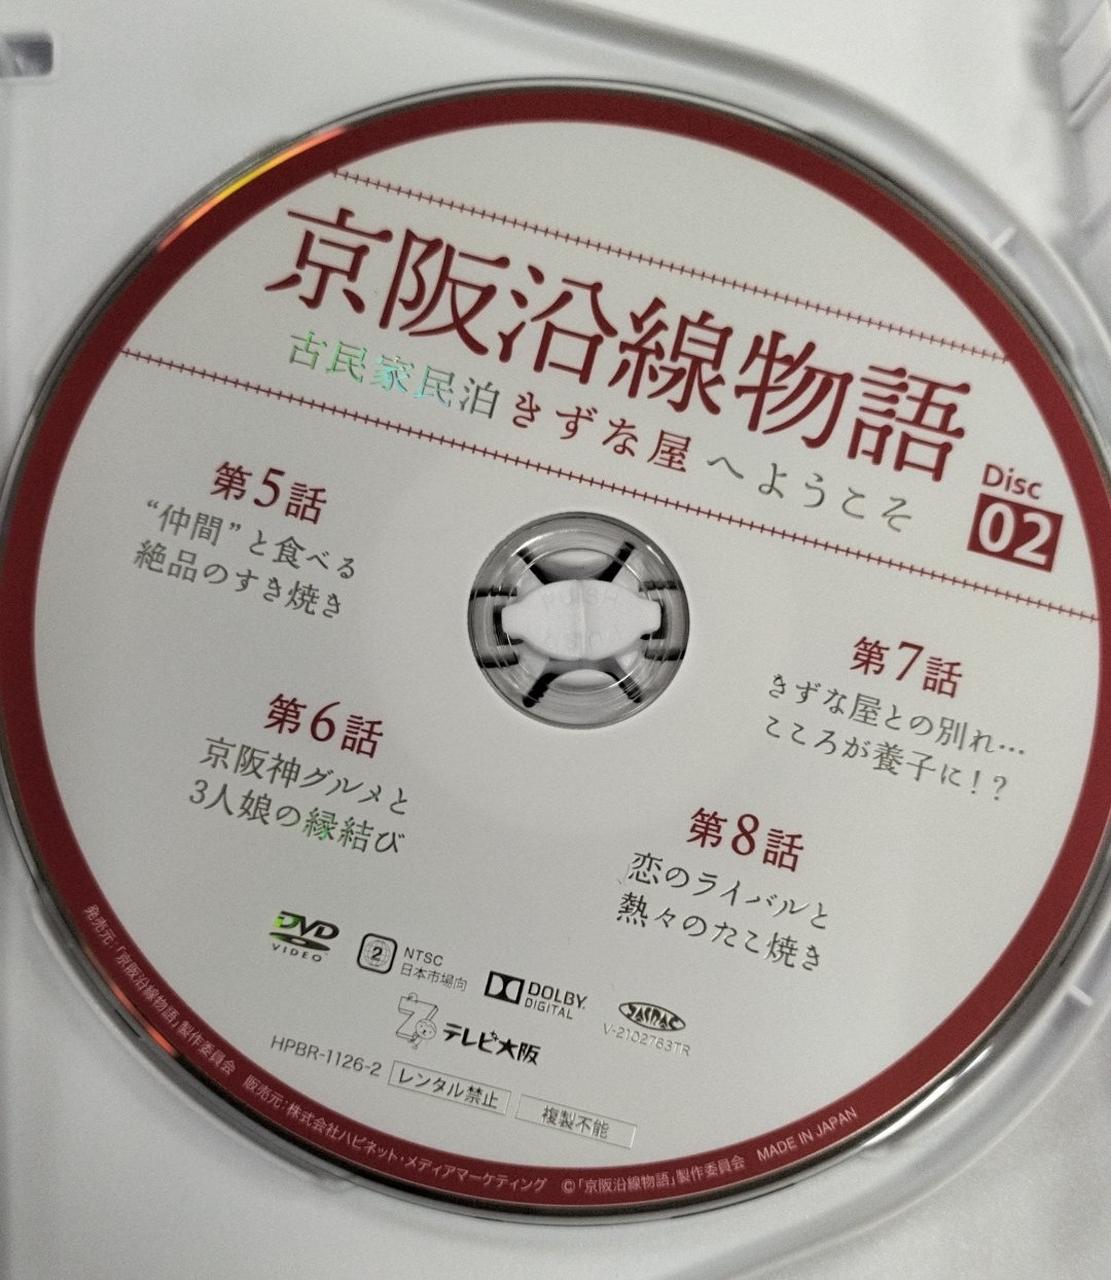 京阪沿線物語
古民家民泊きずな屋へようこそ
Disc
02
第5話
“仲間”と食べる
絶品のすき焼き
第6話
京阪神グルメと
3人娘の縁結び
第7話
きずな屋との別れ…
こころが養子に！？
第8話
恋のライバルと
熱々のたこ焼き
DVD
VIDEO
2
NTSC
日本市場向
DOLBY
DIGITAL
JASRAC
V-2102783TR
テレビ大阪
HPBR-1126-2
レンタル禁止
複製不能
発売元:「京阪沿線物語」製作委員会 販売元:株式会社ハピネット・メディアマーケティング ©「京阪沿線物語」製作委員会 MADE IN JAPAN